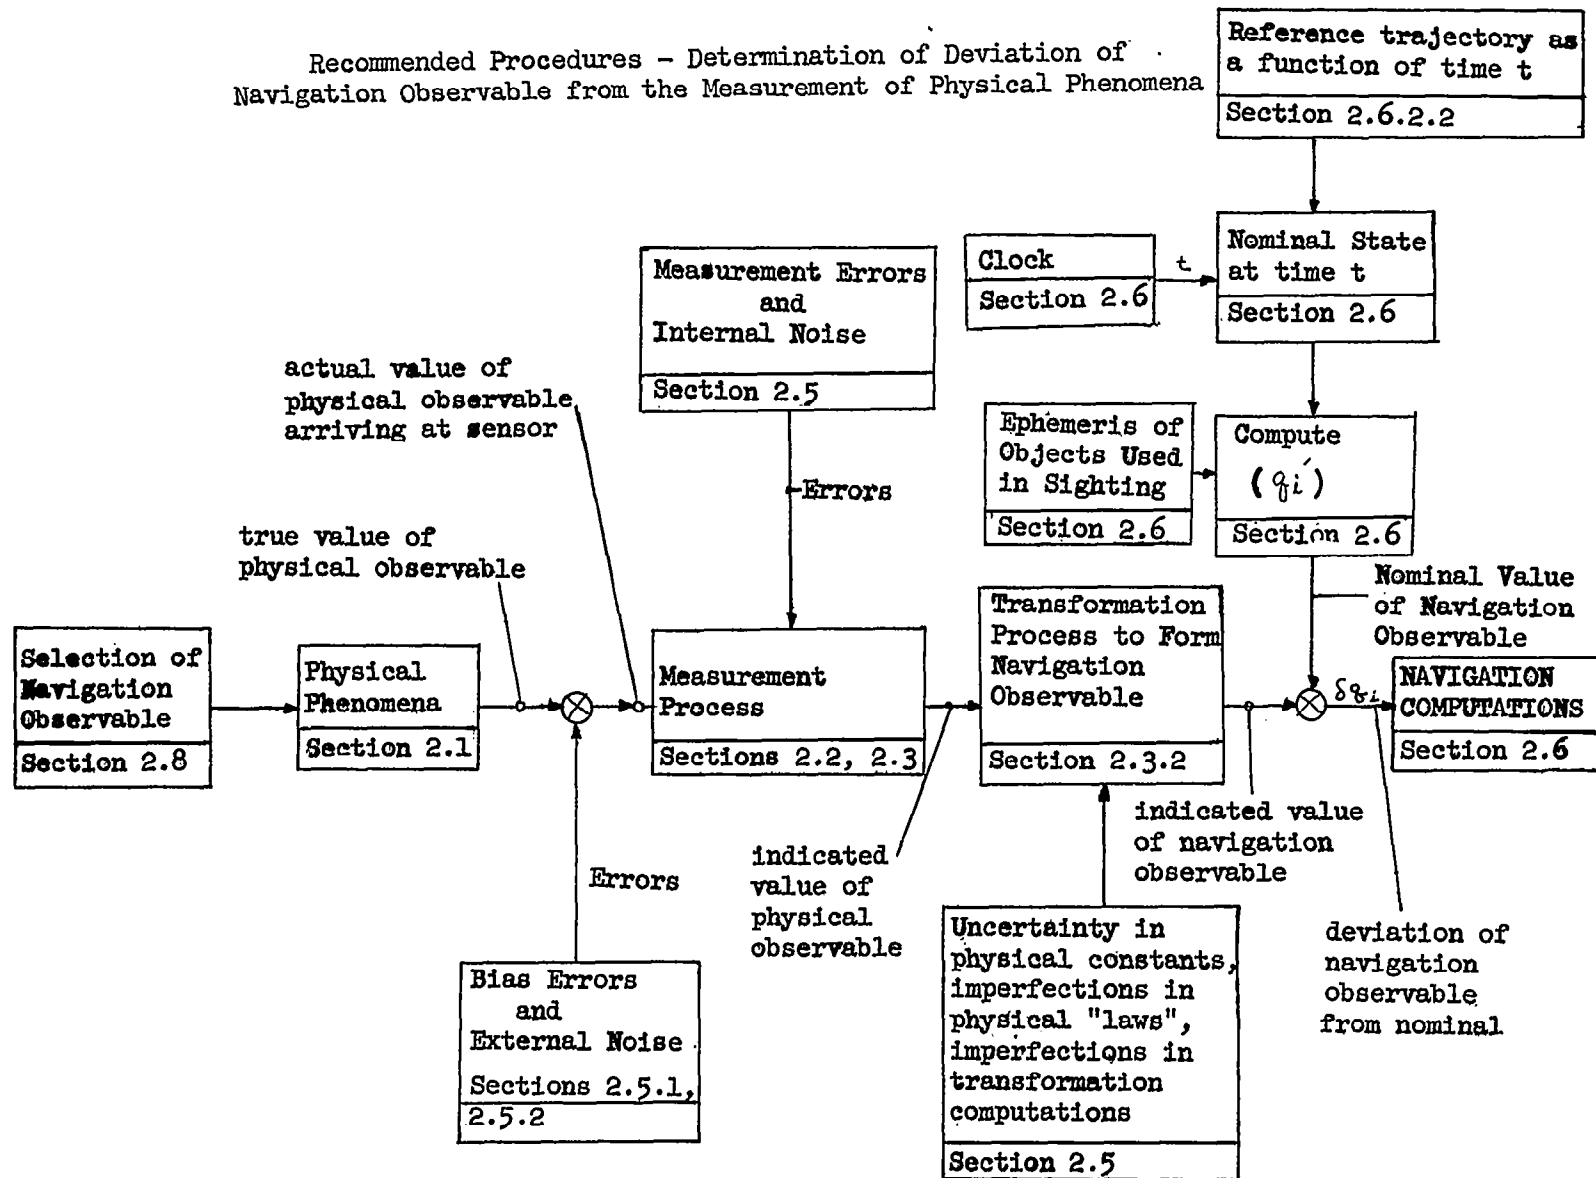 Recommended Procedures - Determination of Deviation of
Navigation Observable from the Measurement of Physical Phenomena
Reference trajectory as
a function of time t
Section 2.6.2.2
Clock
Section 2.6
t
Nominal State
at time t
Section 2.6
Measurement Errors
and
Internal Noise
Section 2.5
Errors
actual value of
physical observable
arriving at sensor
true value of
physical observable
Ephemeris of
Objects Used
in Sighting
Section 2.6
Compute
(qi')
Section 2.6
Nominal Value
of Navigation
Observable
Selection of
Navigation
Observable
Section 2.8
Physical
Phenomena
Section 2.1
Measurement
Process
Sections 2.2, 2.3
Transformation
Process to Form
Navigation
Observable
Section 2.3.2
δqi
NAVIGATION
COMPUTATIONS
Section 2.6
Errors
Bias Errors
and
External Noise
Sections 2.5.1,
2.5.2
indicated
value of
physical
observable
indicated value
of navigation
observable
Uncertainty in
physical constants,
imperfections in
physical "laws",
imperfections in
transformation
computations
Section 2.5
deviation of
navigation
observable
from nominal